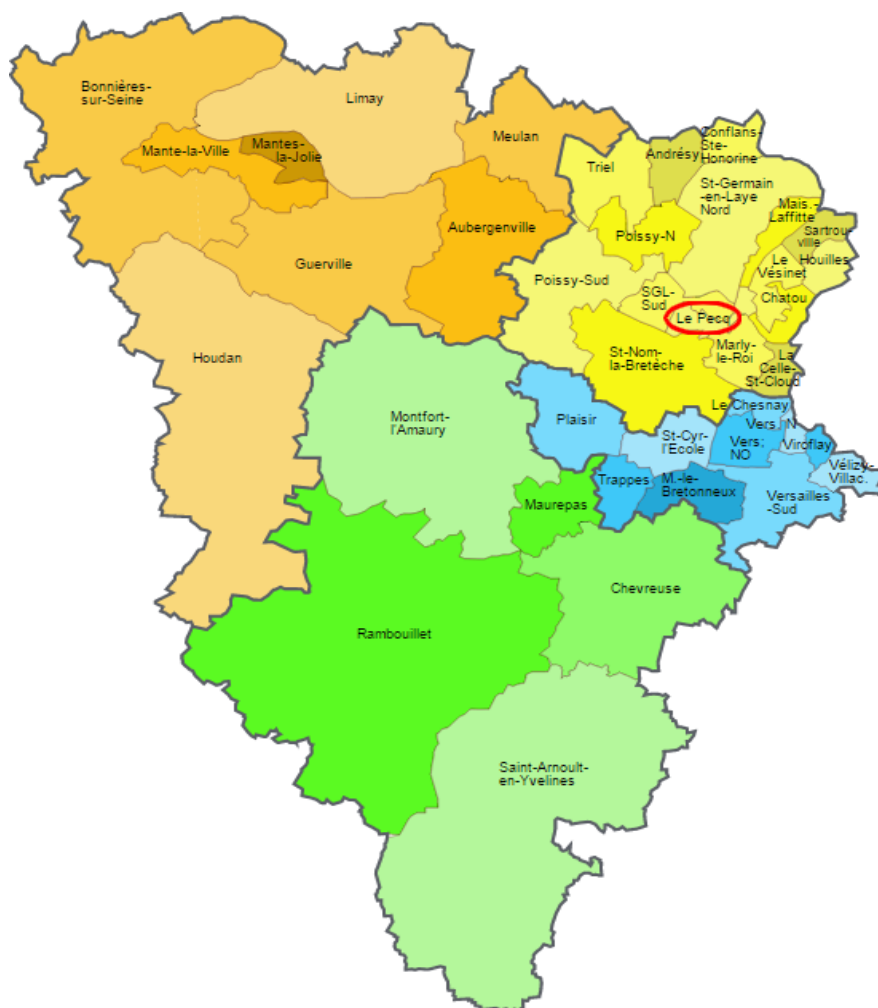 Bonnières-
sur-Seine
Limay
Mante-la-Ville
Mantes-
la-Jolie
Meulan
Aubergenville
Guerville
Houdan
Triel
Andrésy
Conflans-
Ste-
Honorine
St-Germain
-en-Laye
Nord
Mais.-
Laffitte
Sartrou-
ville
Houilles
Le
Vésinet
Chatou
Poissy-N
Poissy-Sud
SGL-
Sud
Le Pecq
Marly-
le-Roi
La
Celle-
St-Cloud
St-Nom-
la-Bretèche
Le Chesnay
Vers. N
Vers;
NO
Viroflay
Vélizy-
Villac.
Versailles
-Sud
Plaisir
St-Cyr-
l'Ecole
Trappes
M.-le-
Bretonneux
Montfort-
l'Amaury
Maurepas
Chevreuse
Rambouillet
Saint-Arnoult-
en-Yvelines